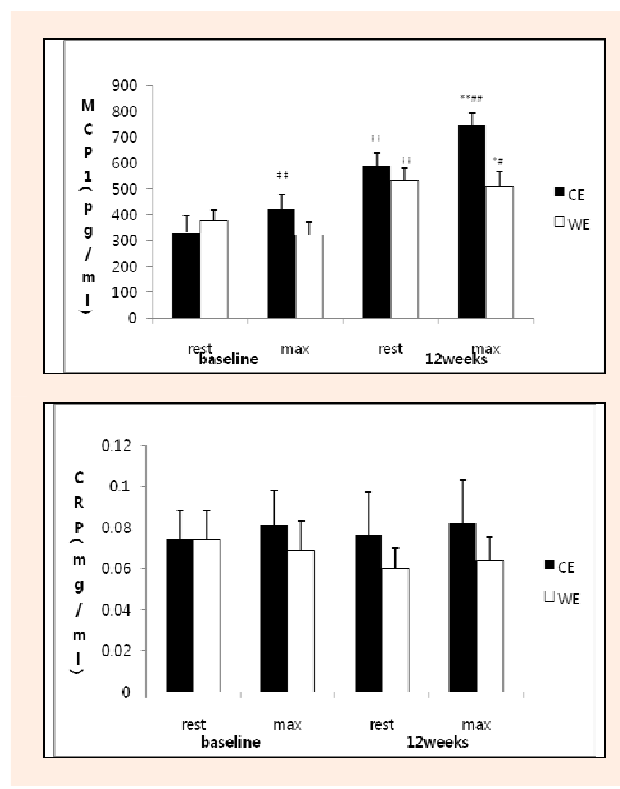 MCP1(pg/ml)
900
800
700
600
500
400
300
200
100
0
**##
‡‡
*#
CE
WE
rest
max
rest
max
baseline
12weeks
CRP(mg/ml)
0.12
0.1
0.08
0.06
0.04
0.02
0
CE
WE
rest
max
rest
max
baseline
12weeks